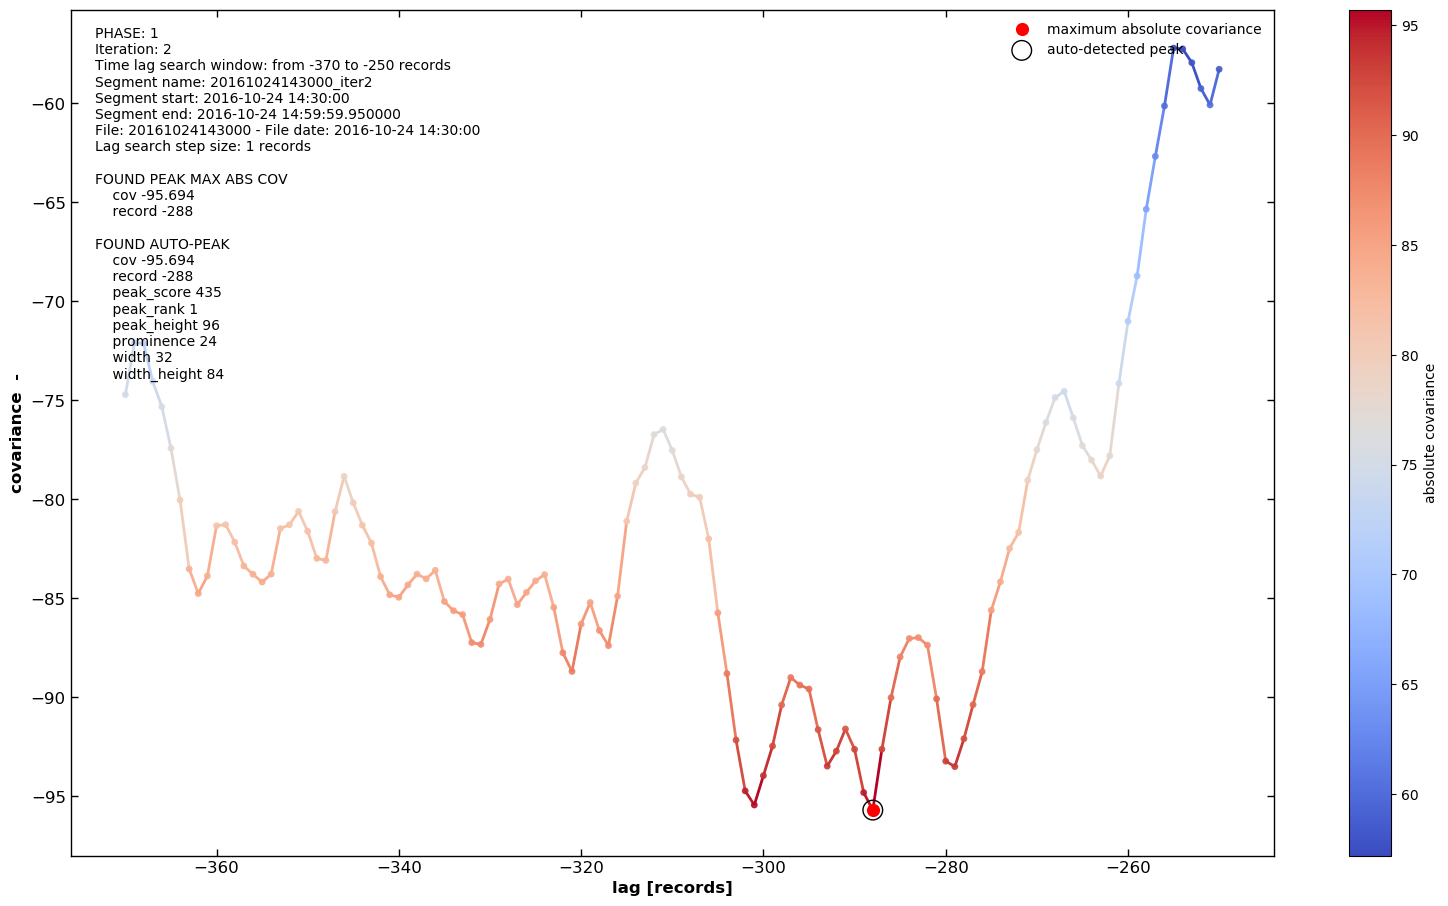 PHASE: 1
Iteration: 2
Time lag search window: from -370 to -250 records
Segment name: 20161024143000_iter2
Segment start: 2016-10-24 14:30:00
Segment end: 2016-10-24 14:59:59.950000
File: 20161024143000 - File date: 2016-10-24 14:30:00
Lag search step size: 1 records
FOUND PEAK MAX ABS COV
cov -95.694
record -288
FOUND AUTO-PEAK
cov -95.694
record -288
peak_score 435
peak_rank 1
peak_height 96
prominence 24
width 32
width_height 84
maximum absolute covariance
auto-detected peak
−60
−65
−70
−75
−80
−85
−90
−95
covariance -
−360
−340
−320
−300
−280
−260
lag [records]
95
90
85
80
75
70
65
60
absolute covariance